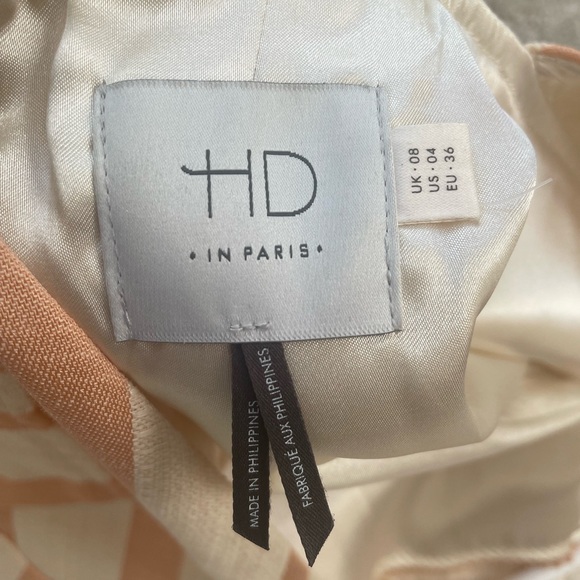 HD
• IN PARIS •
UK • 08
US • 04
EU • 36
MADE IN PHILIPPINES
FABRIQUÉ AUX PHILIPPINES